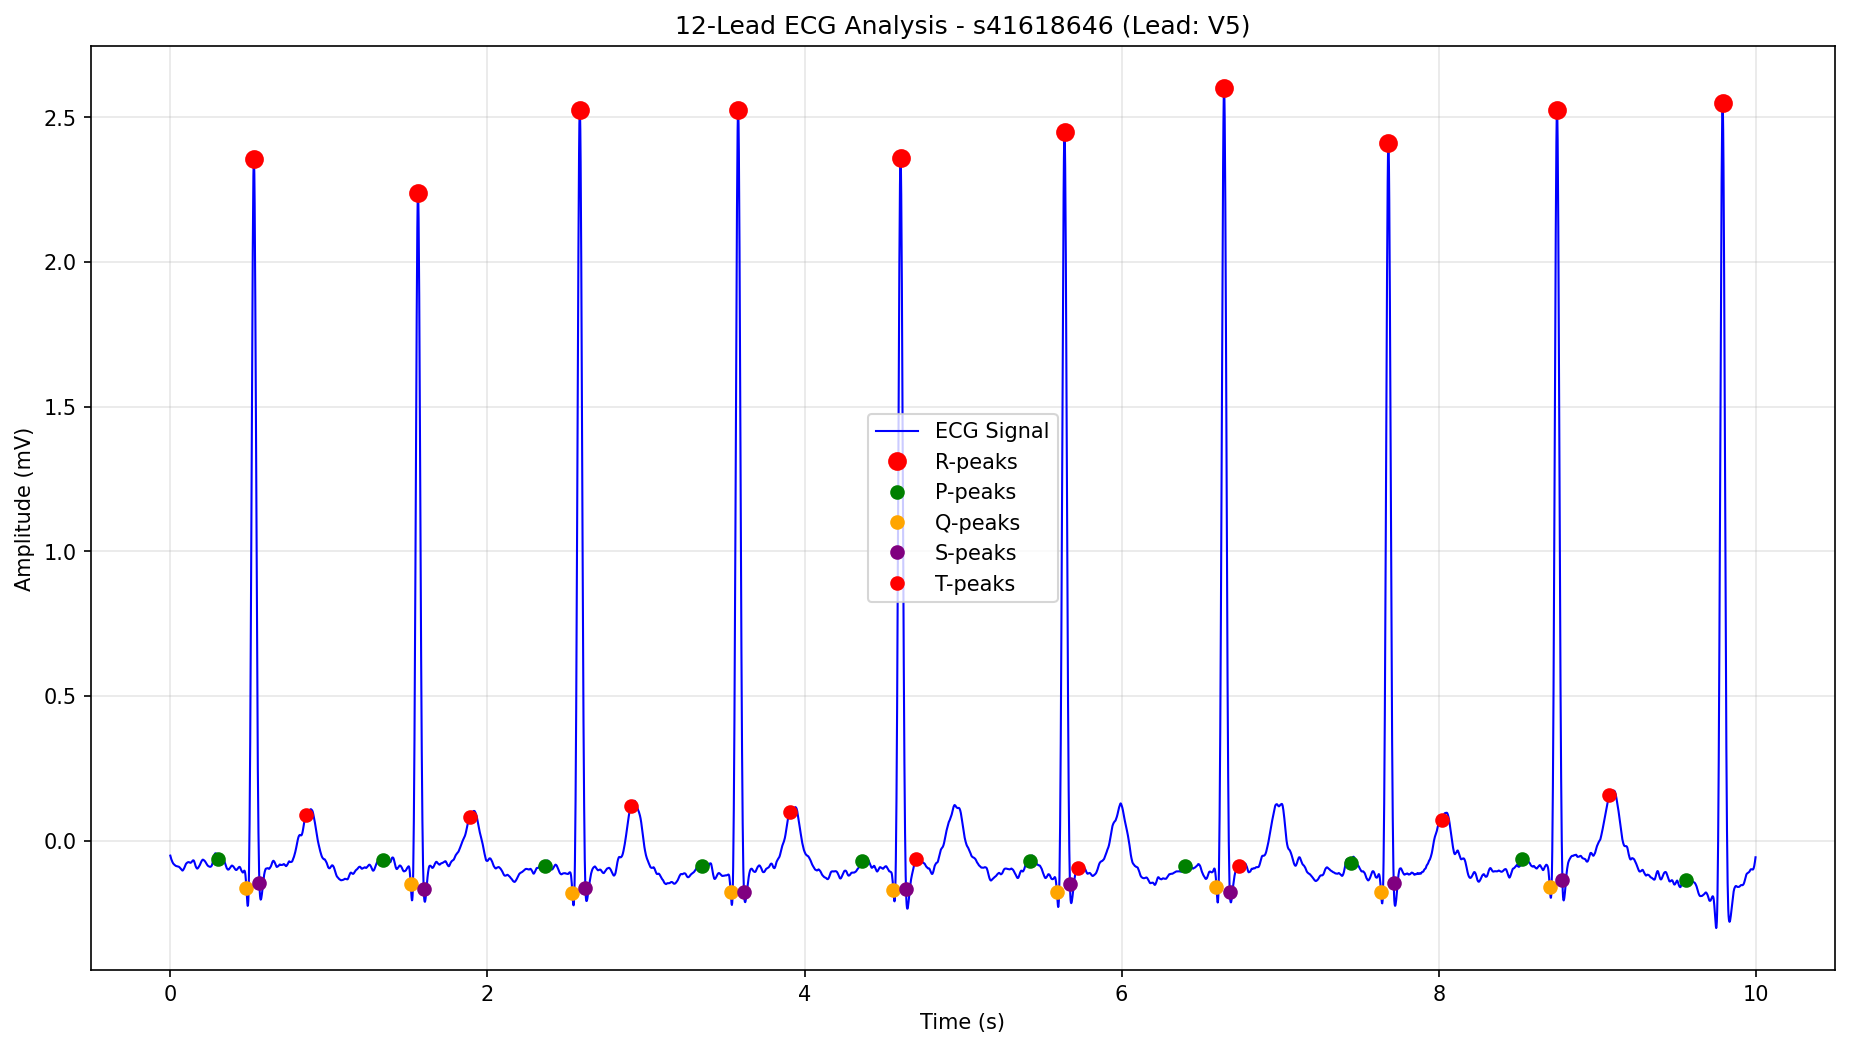 12-Lead ECG Analysis - s41618646 (Lead: V5)
Amplitude (mV)
2.5
2.0
1.5
1.0
0.5
0.0
ECG Signal
R-peaks
P-peaks
Q-peaks
S-peaks
T-peaks
0 2 4 6 8 10
Time (s)